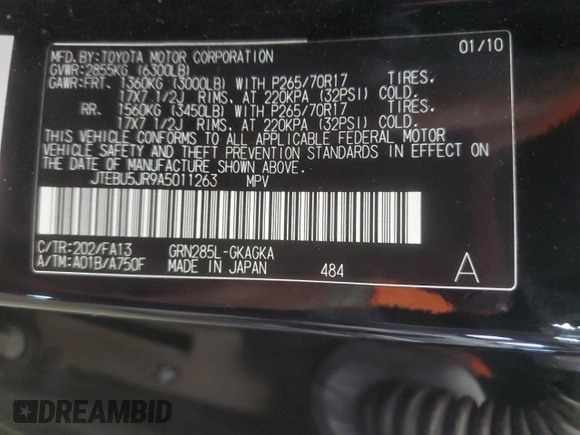 MFD.BY:TOYOTA MOTOR CORPORATION 01/10
GVWR:2855KG (6300LB)
GAWR:FRT. 1360KG (3000LB) WITH P265/70R17 TIRES,
17X7 1/2J RIMS, AT 220KPA (32PSI) COLD.
RR. 1560KG (3450LB) WITH P265/70R17 TIRES,
17X7 1/2J RIMS, AT 220KPA (32PSI) COLD.
THIS VEHICLE CONFORMS TO ALL APPLICABLE FEDERAL MOTOR
VEHICLE SAFETY AND THEFT PREVENTION STANDARDS IN EFFECT ON
THE DATE OF MANUFACTURE SHOWN ABOVE.
JTEBU5JR9A5011263 MPV
C/TR:202/FA13 GRN285L-GKAGKA
A/TM:A01B/A750F MADE IN JAPAN 484 A
DREAMBID